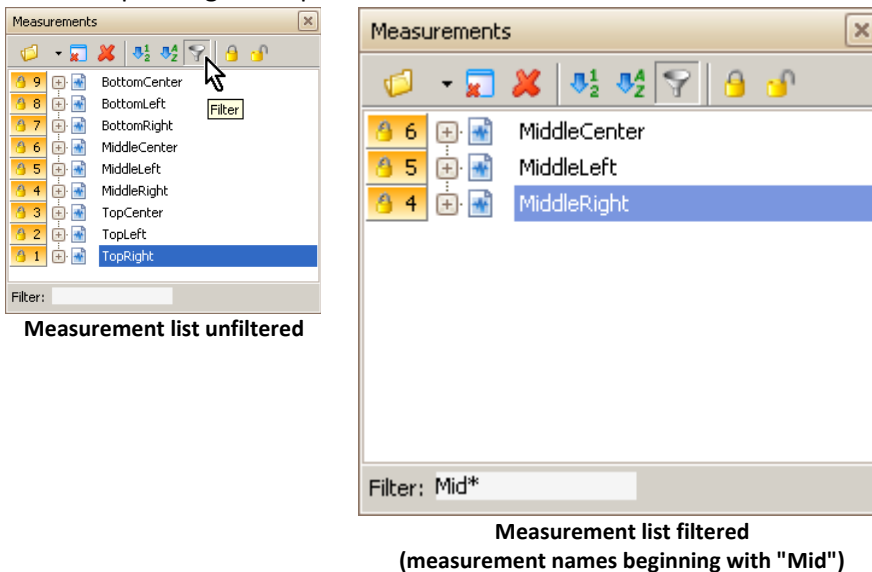 Measurements
9 BottomCenter
8 BottomLeft
Filter
7 BottomRight
6 MiddleCenter
5 MiddleLeft
4 MiddleRight
3 TopCenter
2 TopLeft
1 TopRight
Filter:
Measurement list unfiltered
Measurements
6 MiddleCenter
5 MiddleLeft
4 MiddleRight
Filter: Mid*
Measurement list filtered
(measurement names beginning with "Mid")